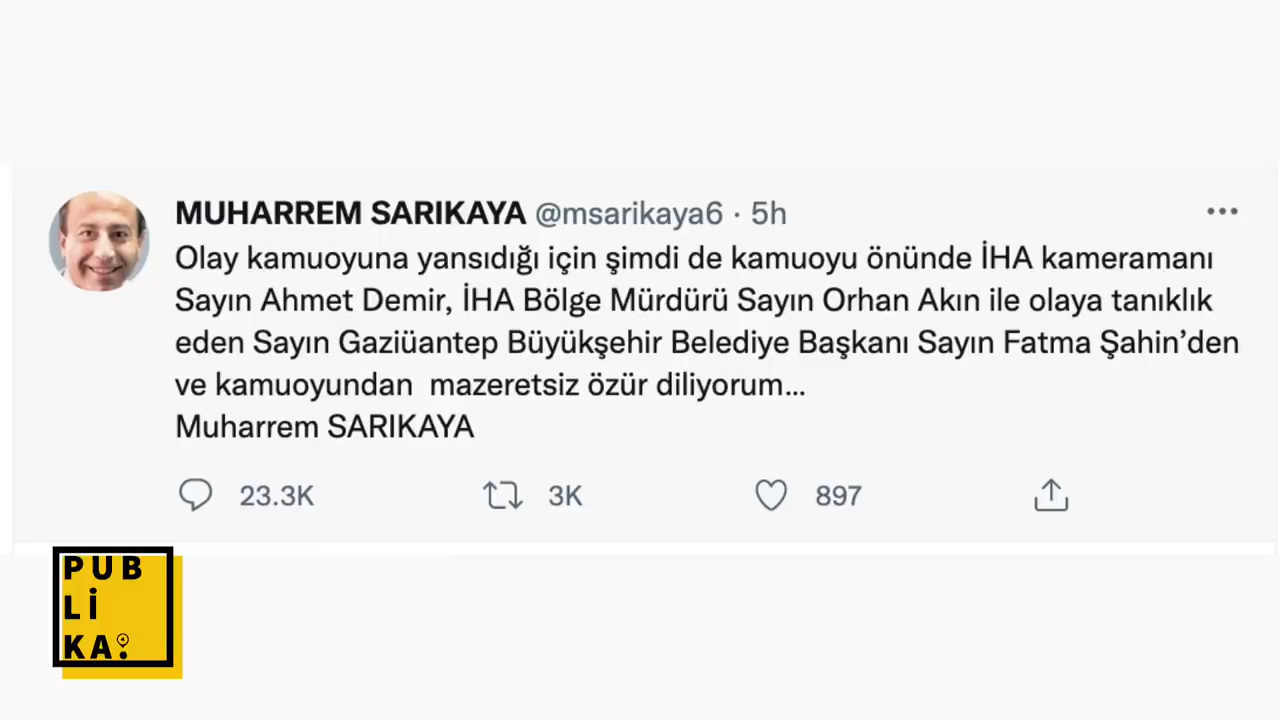 MUHARREM SARIKAYA @msarikaya6 · 5h
Olay kamuoyuna yansıdığı için şimdi de kamuoyu önünde İHA kameramanı
Sayın Ahmet Demir, İHA Bölge Mürdürü Sayın Orhan Akın ile olaya tanıklık
eden Sayın Gaziüantep Büyükşehir Belediye Başkanı Sayın Fatma Şahin’den
ve kamuoyundan  mazeretsiz özür diliyorum...
Muharrem SARIKAYA
23.3K 3K 897
PUB
Lİ
KA